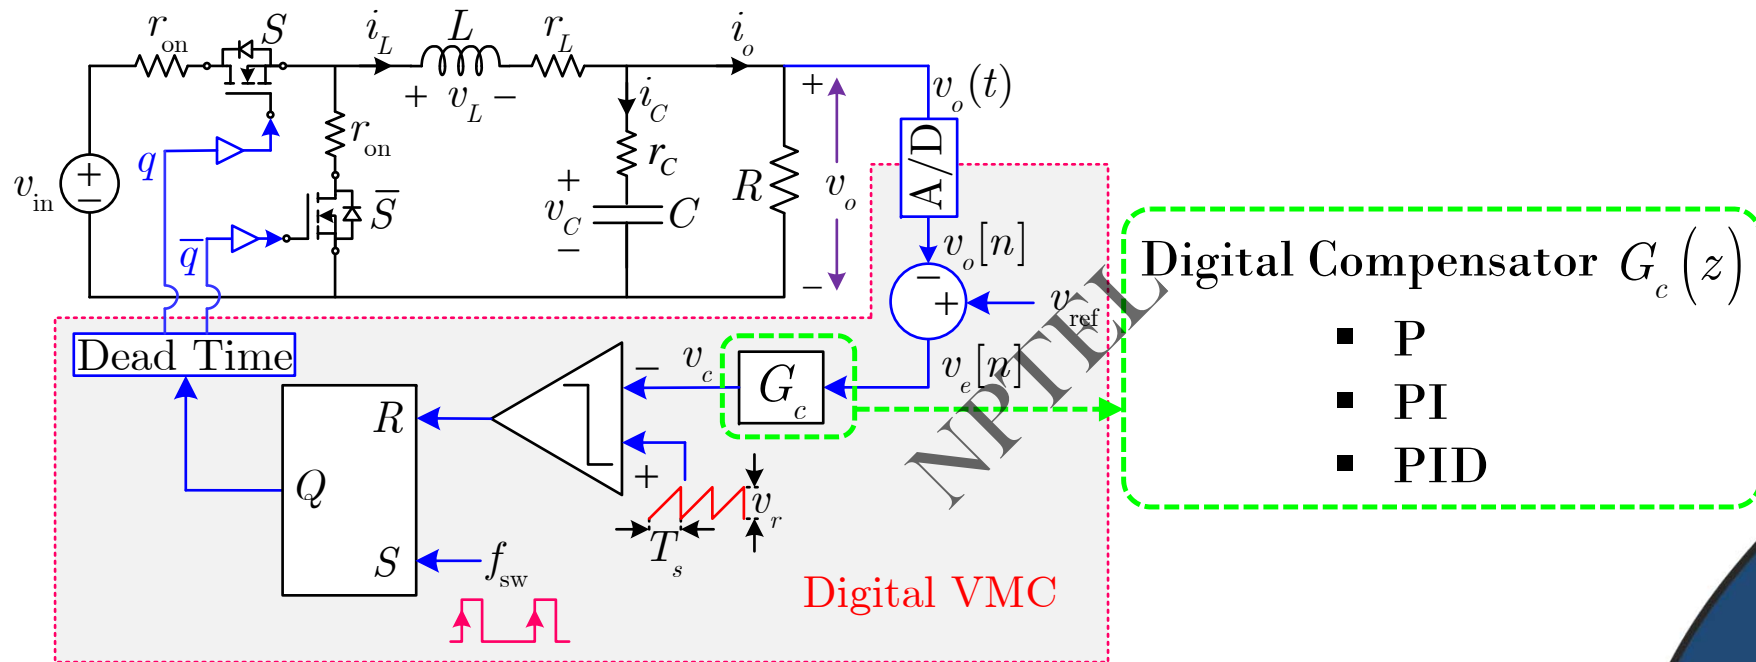 r_on
S
i_L
L
r_L
i_o
+ v_L −
i_C
+
v_o(t)
r_on
r_C
A/D
q
v_in
+
−
S̅
+
v_C
−
C
R
v_o
q̅
−
v_o[n]
−
+
v_ref
Digital Compensator G_c(z)
▪ P
▪ PI
▪ PID
Dead Time
v_c
G_c
v_e[n]
−
+
R
Q
S
f_sw
v_r
T_s
Digital VMC
NPTEL